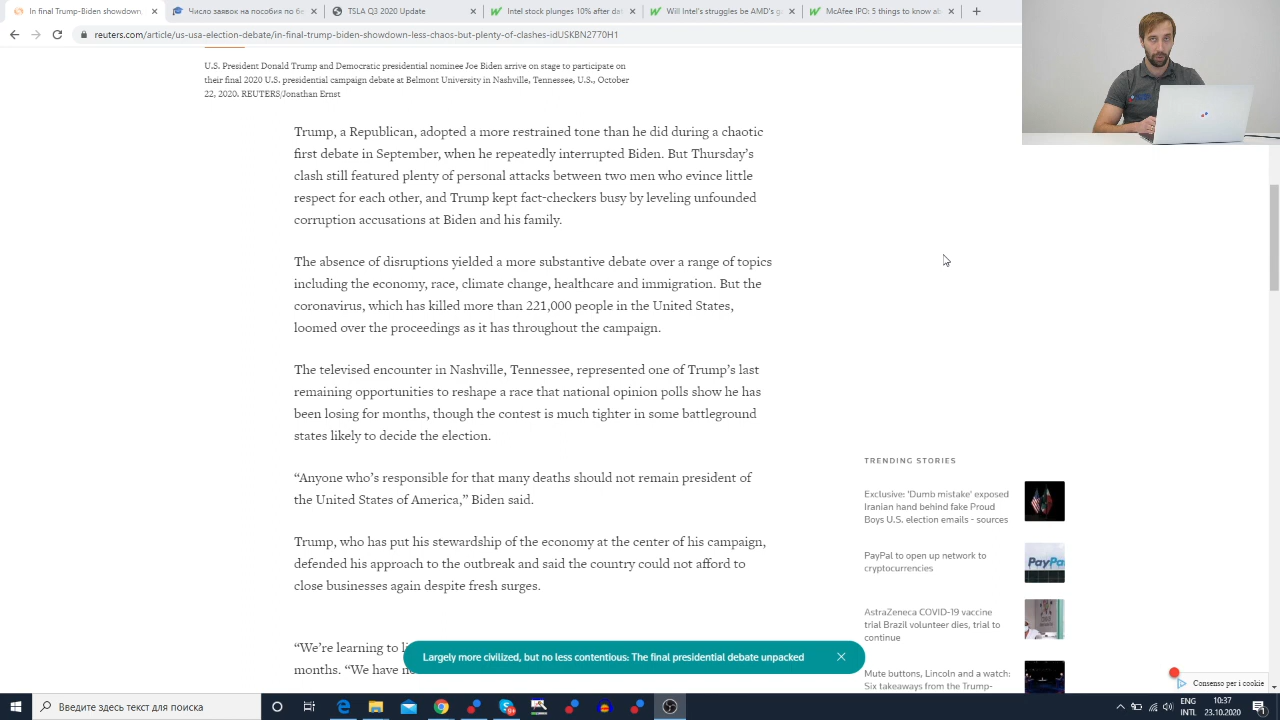 In final Trump-Biden showdown
TSLA Q3 2020 Update
Intel stock plunges 10% after dat
Will Intel's struggles be AMD's g
McAfee IPO: 5 things to know ab
reuters.com/article/us-usa-election-debate/in-final-trump-biden-showdown-less-chaos-but-plenty-of-clashes-idUSKBN2770H1
U.S. President Donald Trump and Democratic presidential nominee Joe Biden arrive on stage to participate on
their final 2020 U.S. presidential campaign debate at Belmont University in Nashville, Tennessee, U.S., October
22, 2020. REUTERS/Jonathan Ernst
Trump, a Republican, adopted a more restrained tone than he did during a chaotic
first debate in September, when he repeatedly interrupted Biden. But Thursday's
clash still featured plenty of personal attacks between two men who evince little
respect for each other, and Trump kept fact-checkers busy by leveling unfounded
corruption accusations at Biden and his family.
The absence of disruptions yielded a more substantive debate over a range of topics
including the economy, race, climate change, healthcare and immigration. But the
coronavirus, which has killed more than 221,000 people in the United States,
loomed over the proceedings as it has throughout the campaign.
The televised encounter in Nashville, Tennessee, represented one of Trump's last
remaining opportunities to reshape a race that national opinion polls show he has
been losing for months, though the contest is much tighter in some battleground
states likely to decide the election.
“Anyone who's responsible for that many deaths should not remain president of
the United States of America,” Biden said.
Trump, who has put his stewardship of the economy at the center of his campaign,
defended his approach to the outbreak and said the country could not afford to
close businesses again despite fresh surges.
“We're learning to li
months. “We have n
Largely more civilized, but no less contentious: The final presidential debate unpacked
TRENDING STORIES
Exclusive: 'Dumb mistake' exposed
Iranian hand behind fake Proud
Boys U.S. election emails - sources
PayPal to open up network to
cryptocurrencies
PayPa
AstraZeneca COVID-19 vaccine
trial Brazil volunteer dies, trial to
continue
Mute buttons, Lincoln and a watch:
Six takeaways from the Trump-
Consenso per i cookie
Введите здесь текст для поиска
ENG
INTL
10:37
23.10.2020